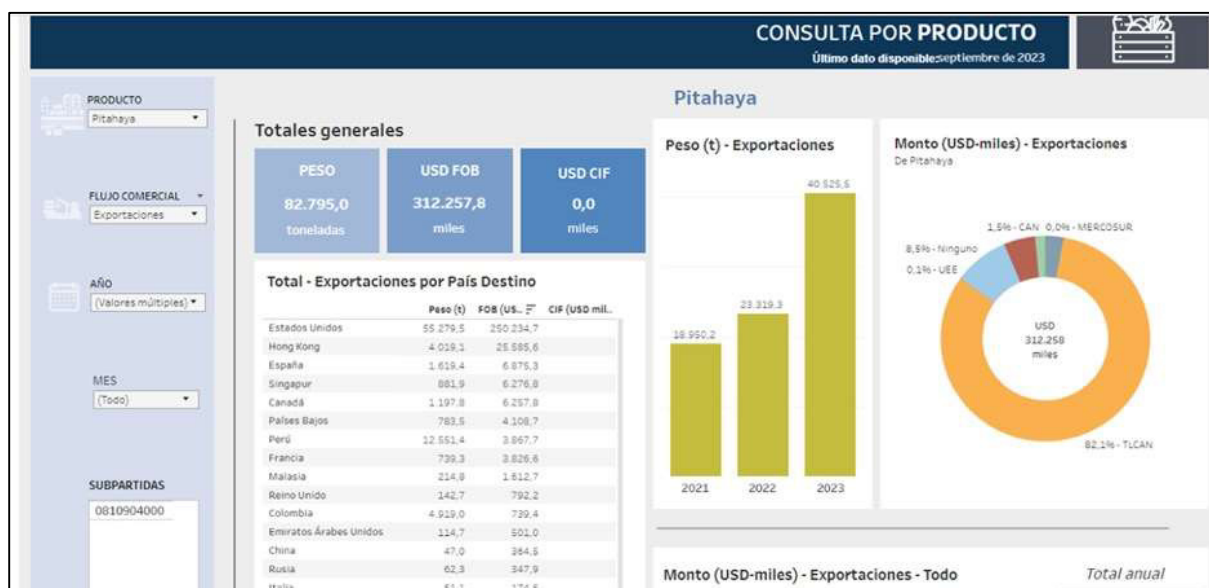 CONSULTA POR PRODUCTO
Último dato disponible:septiembre de 2023
PRODUCTO
Pitahaya
FLUJO COMERCIAL
Exportaciones
AÑO
(Valores múltiples)
MES
(Todo)
SUBPARTIDAS
0810904000
Pitahaya
Totales generales
PESO
82.795,0
toneladas
USD FOB
312.257,8
miles
USD CIF
0,0
miles
Total - Exportaciones por País Destino
Peso (t) FOB (US.. CIF (USD mil..
Estados Unidos 55.279,5 250.234,7
Hong Kong 4.019,1 25.585,6
España 1.619,4 6.875,3
Singapur 881,9 6.276,8
Canadá 1.197,8 6.257,8
Países Bajos 783,5 4.108,7
Perú 12.551,4 3.867,7
Francia 739,3 3.826,6
Malasia 214,8 1.612,7
Reino Unido 142,7 792,2
Colombia 4.919,0 739,4
Emiratos Árabes Unidos 114,7 501,0
China 47,0 364,5
Rusia 62,3 347,9
Peso (t) - Exportaciones
40.525,5
23.319,3
18.950,2
2021 2022 2023
Monto (USD-miles) - Exportaciones
De Pitahaya
1,5% - CAN 0,0% - MERCOSUR
8,5% - Ninguno
0,1% - UEE
USD
312.258
miles
82,1% - TLCAN
Monto (USD-miles) - Exportaciones - Todo
Total anual